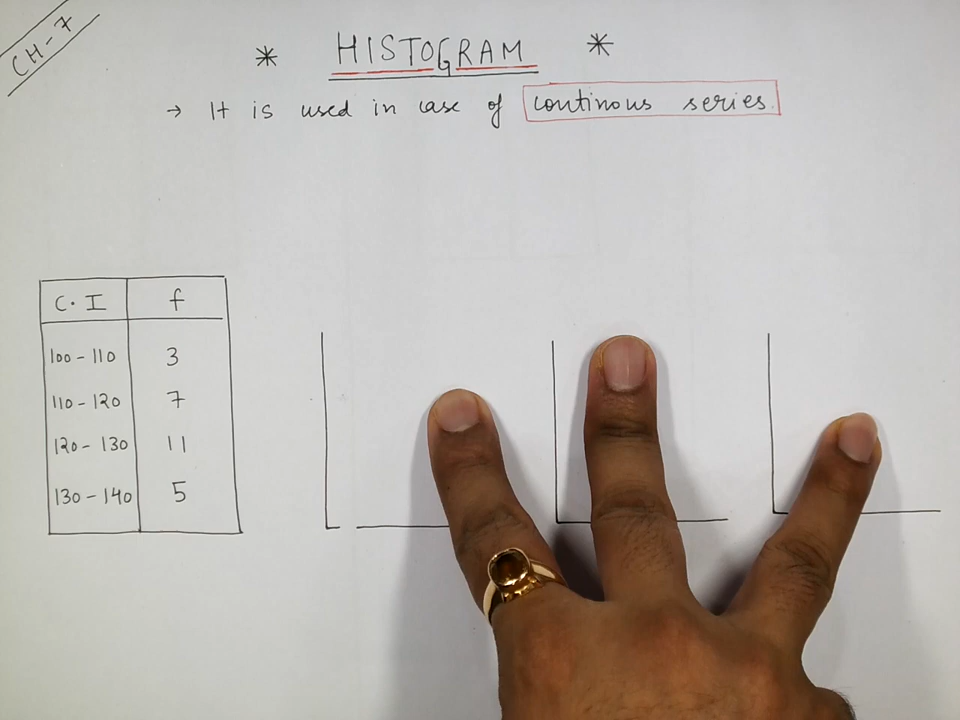 CH-7
* HISTOGRAM *
→ It is used in case of continous series.
C.I f
100-110 3
110-120 7
120-130 11
130-140 5